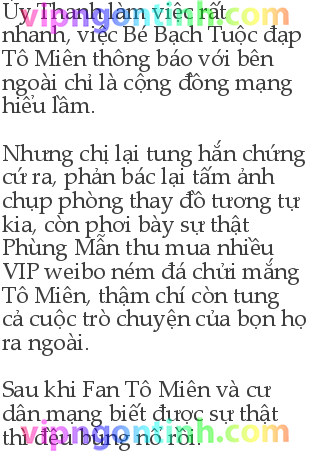 Uy Thanh làm việc rất
nhanh, việc Bé Bạch Tuộc đạp
Tô Miên thông báo với bên
ngoài chỉ là cộng đồng mạng
hiểu lầm.
Nhưng chị lại tung hắn chứng
cứ ra, phản bác lại tấm ảnh
chụp phòng thay đồ tương tự
kia, còn phơi bày sự thật
Phùng Mẫn thu mua nhiều
VIP weibo ném đá chửi mắng
Tô Miên, thậm chí còn tung
cả cuộc trò chuyện của bọn họ
ra ngoài.
Sau khi Fan Tô Miên và cư
dân mạng biết được sự thật
thì đều bùng nổ rồi.
vipngontinh.com
vipngontinh.com